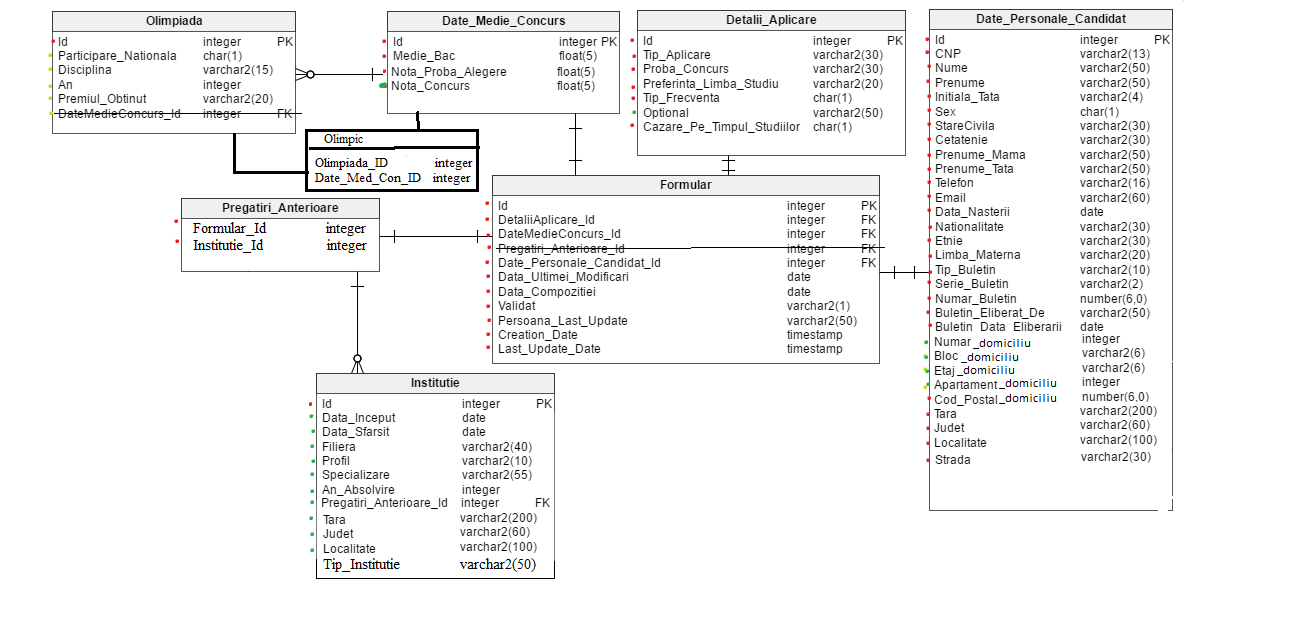 Olimpiada
Id integer PK
Participare_Nationala char(1)
Disciplina varchar2(15)
An integer
Premiul_Obtinut varchar2(20)
DateMedieConcurs_Id integer FK
Date_Medie_Concurs
Id integer PK
Medie_Bac float(5)
Nota_Proba_Alegere float(5)
Nota_Concurs float(5)
Detalii_Aplicare
Id integer PK
Tip_Aplicare varchar2(30)
Proba_Concurs varchar2(30)
Preferinta_Limba_Studiu varchar2(20)
Tip_Frecventa char(1)
Optional varchar2(50)
Cazare_Pe_Timpul_Studiilor char(1)
Date_Personale_Candidat
Id integer PK
CNP varchar2(13)
Nume varchar2(50)
Prenume varchar2(50)
Initiala_Tata varchar2(4)
Sex char(1)
StareCivila varchar2(30)
Cetatenie varchar2(30)
Prenume_Mama varchar2(50)
Prenume_Tata varchar2(50)
Telefon varchar2(16)
Email varchar2(60)
Data_Nasterii date
Nationalitate varchar2(30)
Etnie varchar2(30)
Limba_Materna varchar2(20)
Tip_Buletin varchar2(10)
Serie_Buletin varchar2(2)
Numar_Buletin number(6,0)
Buletin_Eliberat_De varchar2(50)
Buletin_Data_Eliberarii date
Numar_domiciliu integer
Bloc_domiciliu varchar2(6)
Etaj_domiciliu varchar2(6)
Apartament_domiciliu integer
Cod_Postal_domiciliu number(6,0)
Tara varchar2(200)
Judet varchar2(60)
Localitate varchar2(100)
Strada varchar2(30)
Olimpic
Olimpiada_ID integer
Date_Med_Con_ID integer
Pregatiri_Anterioare
Formular_Id integer
Institutie_Id integer
Formular
Id integer PK
DetaliiAplicare_Id integer FK
DateMedieConcurs_Id integer FK
Pregatiri_Anterioare_Id integer FK
Date_Personale_Candidat_Id integer FK
Data_Ultimei_Modificari date
Data_Compozitiei date
Validat varchar2(1)
Persoana_Last_Update varchar2(50)
Creation_Date timestamp
Last_Update_Date timestamp
Institutie
Id integer PK
Data_Inceput date
Data_Sfarsit date
Filiera varchar2(40)
Profil varchar2(10)
Specializare varchar2(55)
An_Absolvire integer
Pregatiri_Anterioare_Id integer FK
Tara varchar2(200)
Judet varchar2(60)
Localitate varchar2(100)
Tip_Institutie varchar2(50)